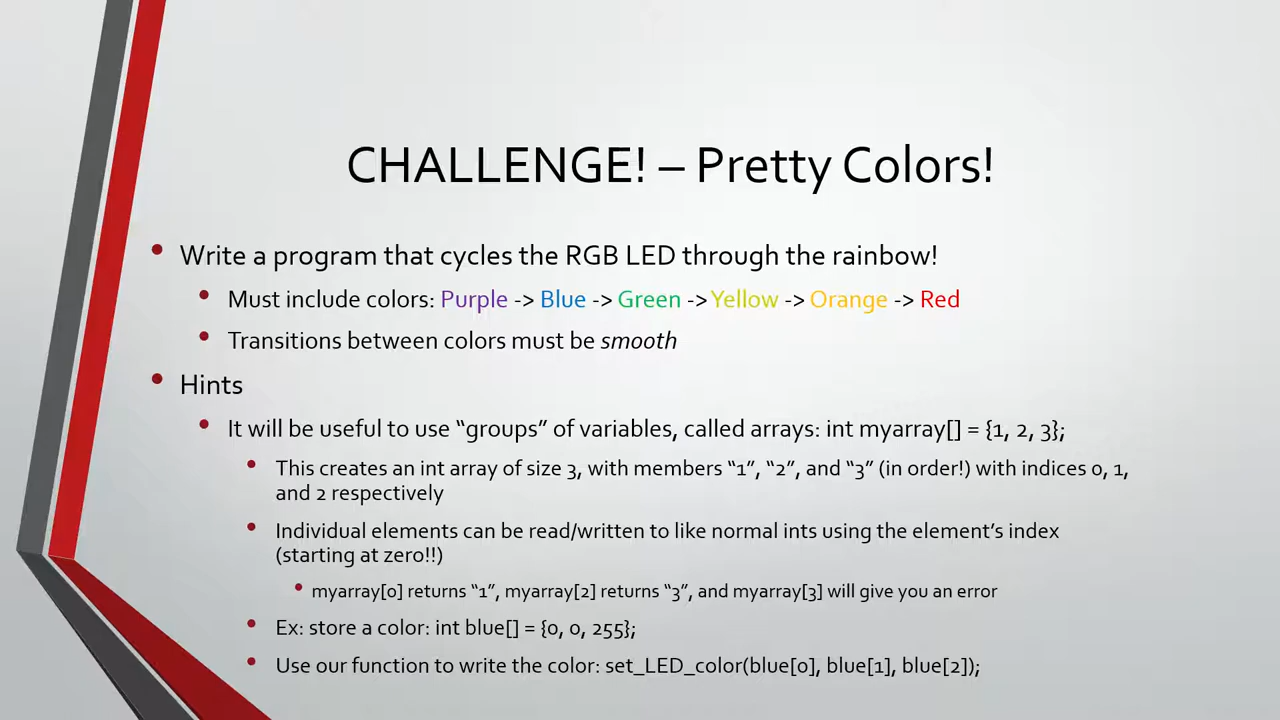 CHALLENGE! – Pretty Colors!
• Write a program that cycles the RGB LED through the rainbow!
• Must include colors: Purple -> Blue -> Green -> Yellow -> Orange -> Red
• Transitions between colors must be smooth
• Hints
• It will be useful to use “groups” of variables, called arrays: int myarray[] = {1, 2, 3};
• This creates an int array of size 3, with members “1”, “2”, and “3” (in order!) with indices 0, 1,
and 2 respectively
• Individual elements can be read/written to like normal ints using the element’s index
(starting at zero!!)
• myarray[0] returns “1”, myarray[2] returns “3”, and myarray[3] will give you an error
• Ex: store a color: int blue[] = {0, 0, 255};
• Use our function to write the color: set_LED_color(blue[0], blue[1], blue[2]);